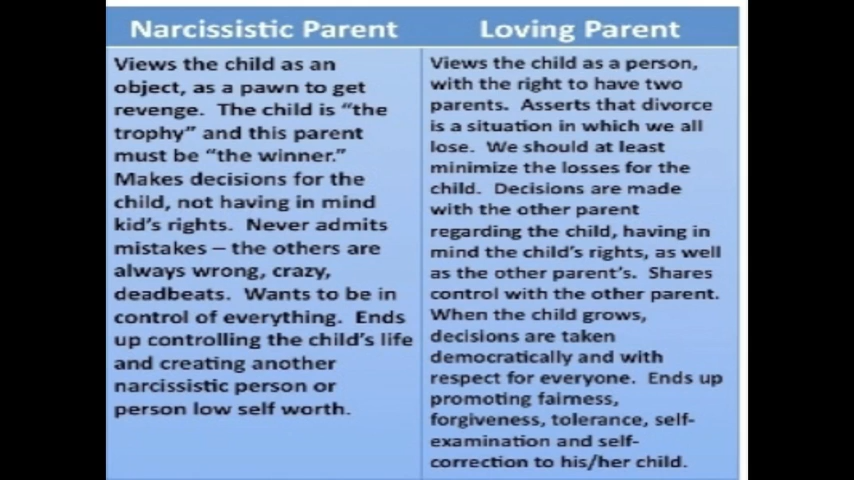 Narcissistic Parent
Views the child as an
object, as a pawn to get
revenge. The child is “the
trophy” and this parent
must be “the winner.”
Makes decisions for the
child, not having in mind
kid’s rights. Never admits
mistakes – the others are
always wrong, crazy,
deadbeats. Wants to be in
control of everything. Ends
up controlling the child’s life
and creating another
narcissistic person or
person low self worth.
Loving Parent
Views the child as a person,
with the right to have two
parents. Asserts that divorce
is a situation in which we all
lose. We should at least
minimize the losses for the
child. Decisions are made
with the other parent
regarding the child, having in
mind the child’s rights, as well
as the other parent’s. Shares
control with the other parent.
When the child grows,
decisions are taken
democratically and with
respect for everyone. Ends up
promoting fairness,
forgiveness, tolerance, self-
examination and self-
correction to his/her child.